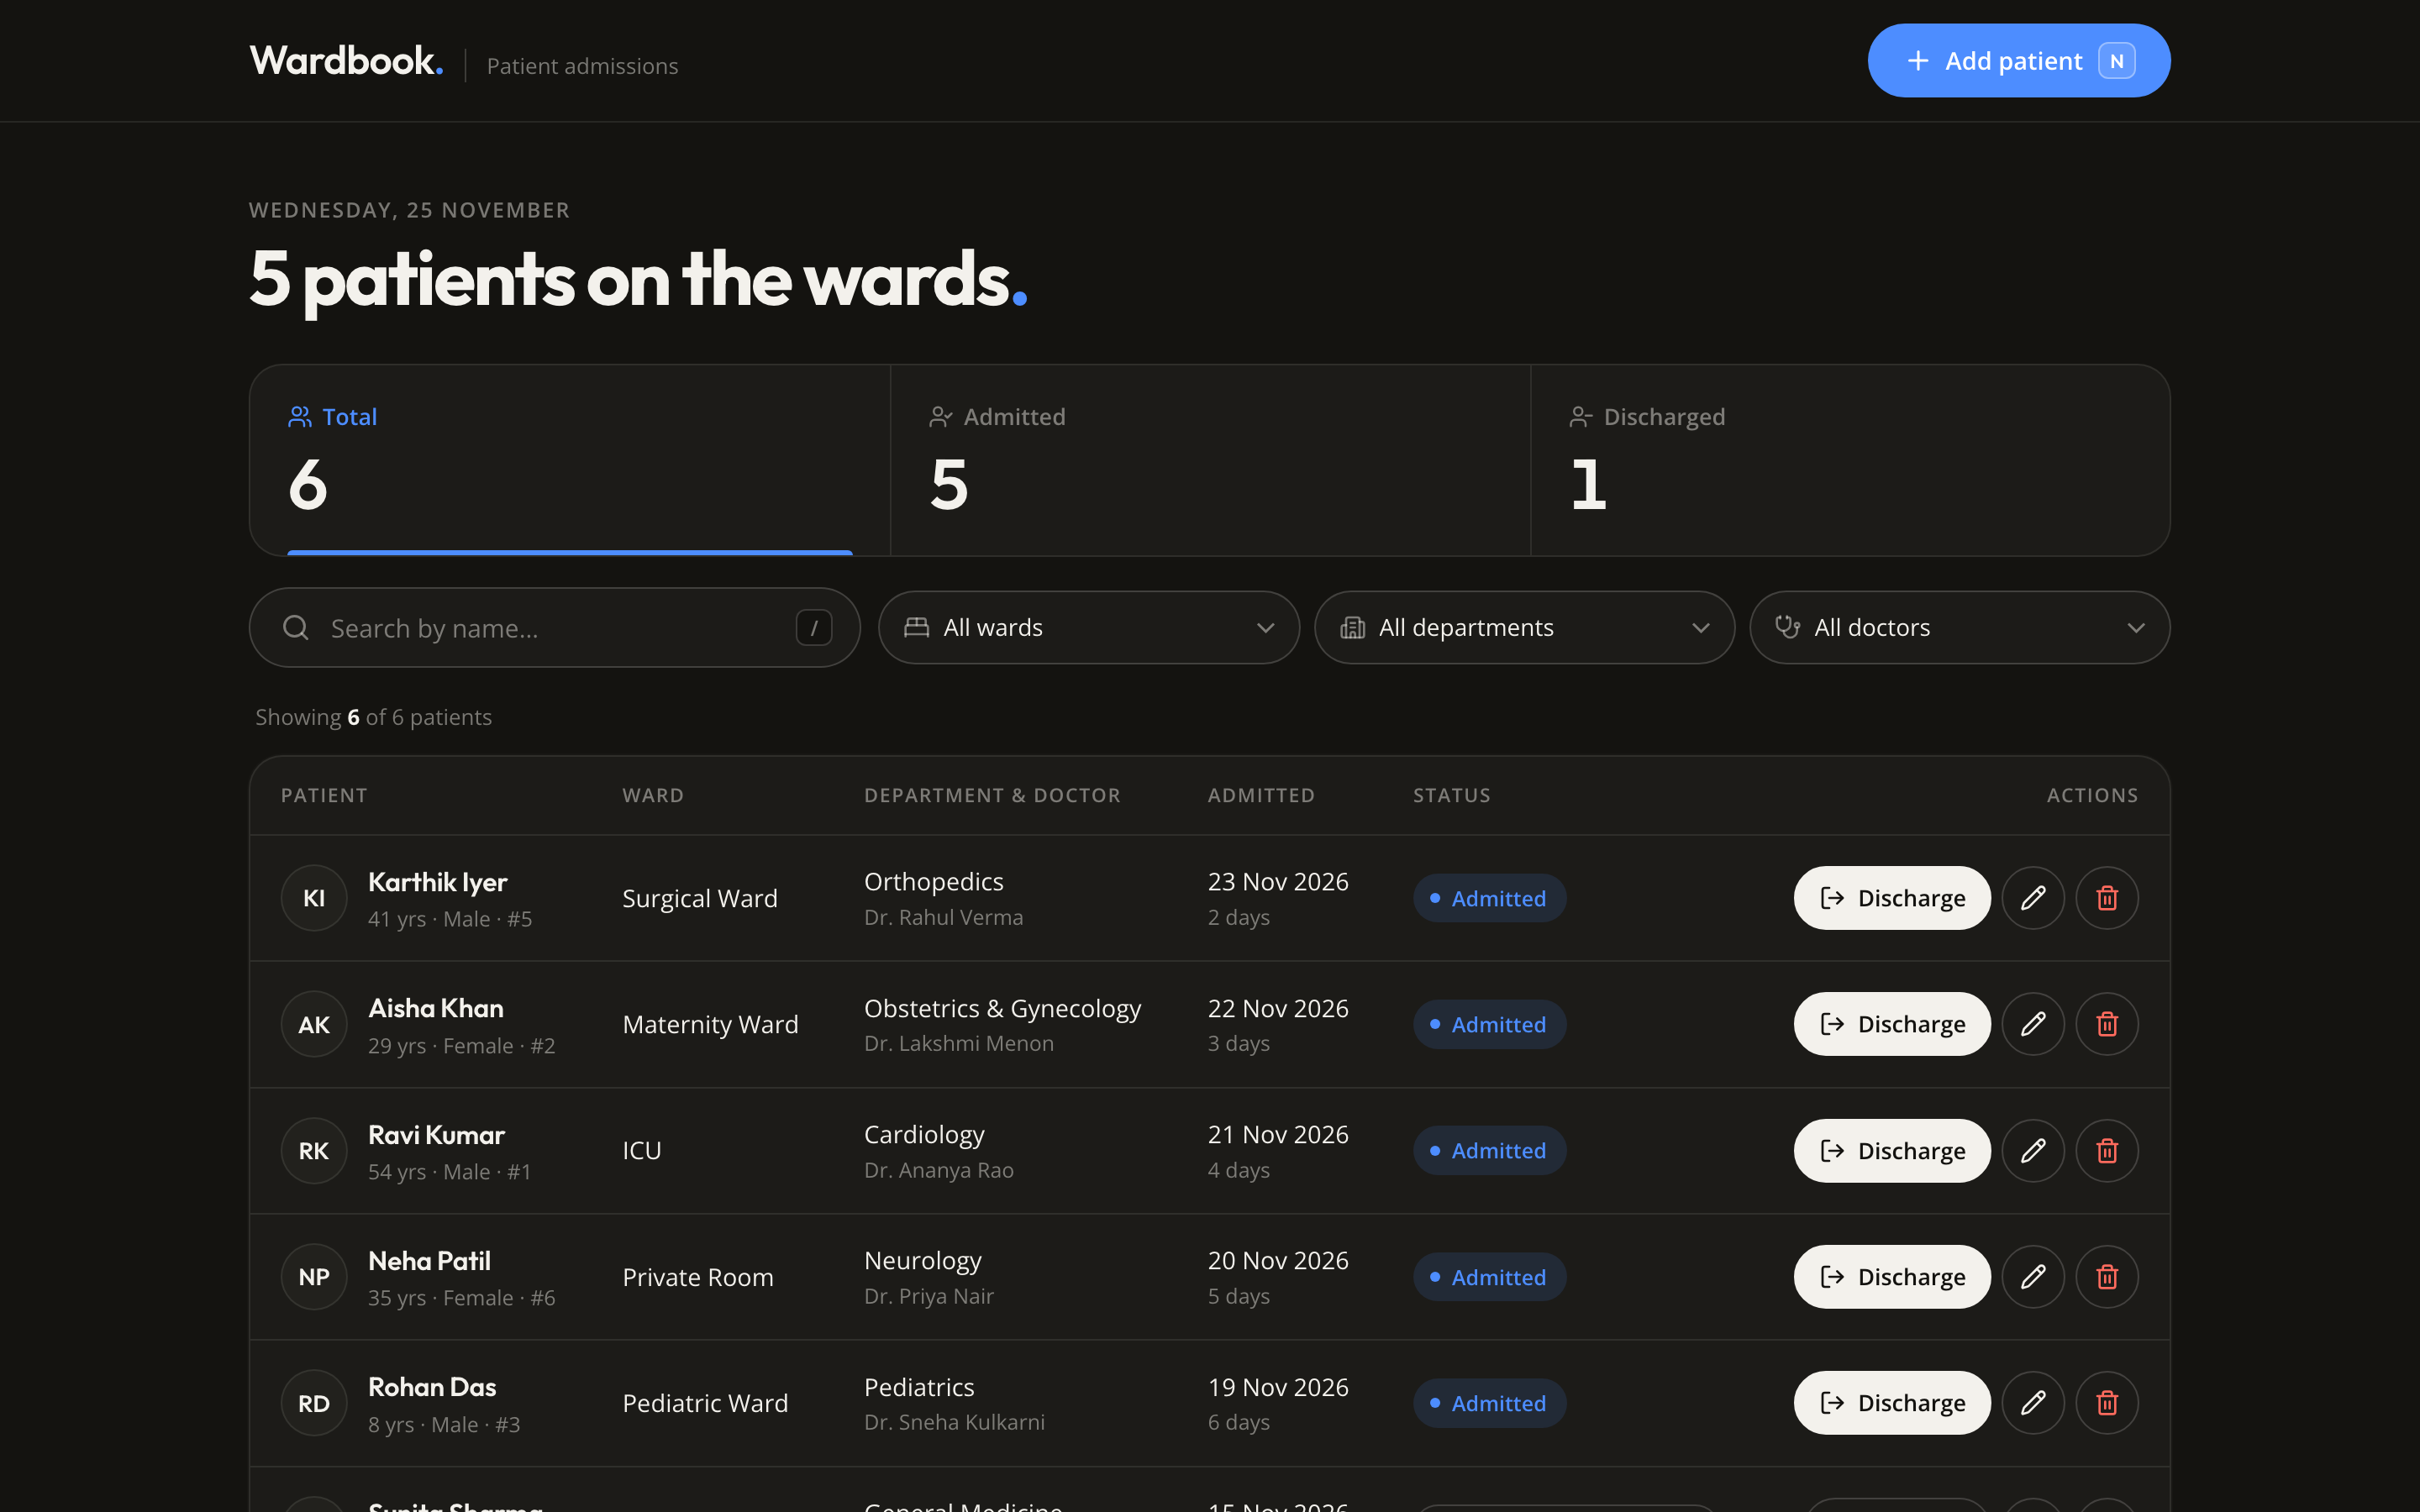 Wardbook. Patient admissions
+ Add patient N
WEDNESDAY, 25 NOVEMBER
5 patients on the wards.
Total
6
Admitted
5
Discharged
1
Search by name... /
All wards
All departments
All doctors
Showing 6 of 6 patients
PATIENT WARD DEPARTMENT & DOCTOR ADMITTED STATUS ACTIONS
KI
Karthik Iyer
41 yrs · Male · #5
Surgical Ward
Orthopedics
Dr. Rahul Verma
23 Nov 2026
2 days
Admitted
Discharge
AK
Aisha Khan
29 yrs · Female · #2
Maternity Ward
Obstetrics & Gynecology
Dr. Lakshmi Menon
22 Nov 2026
3 days
Admitted
Discharge
RK
Ravi Kumar
54 yrs · Male · #1
ICU
Cardiology
Dr. Ananya Rao
21 Nov 2026
4 days
Admitted
Discharge
NP
Neha Patil
35 yrs · Female · #6
Private Room
Neurology
Dr. Priya Nair
20 Nov 2026
5 days
Admitted
Discharge
RD
Rohan Das
8 yrs · Male · #3
Pediatric Ward
Pediatrics
Dr. Sneha Kulkarni
19 Nov 2026
6 days
Admitted
Discharge
Sunita Sharma
General Medicine
15 Nov 2026